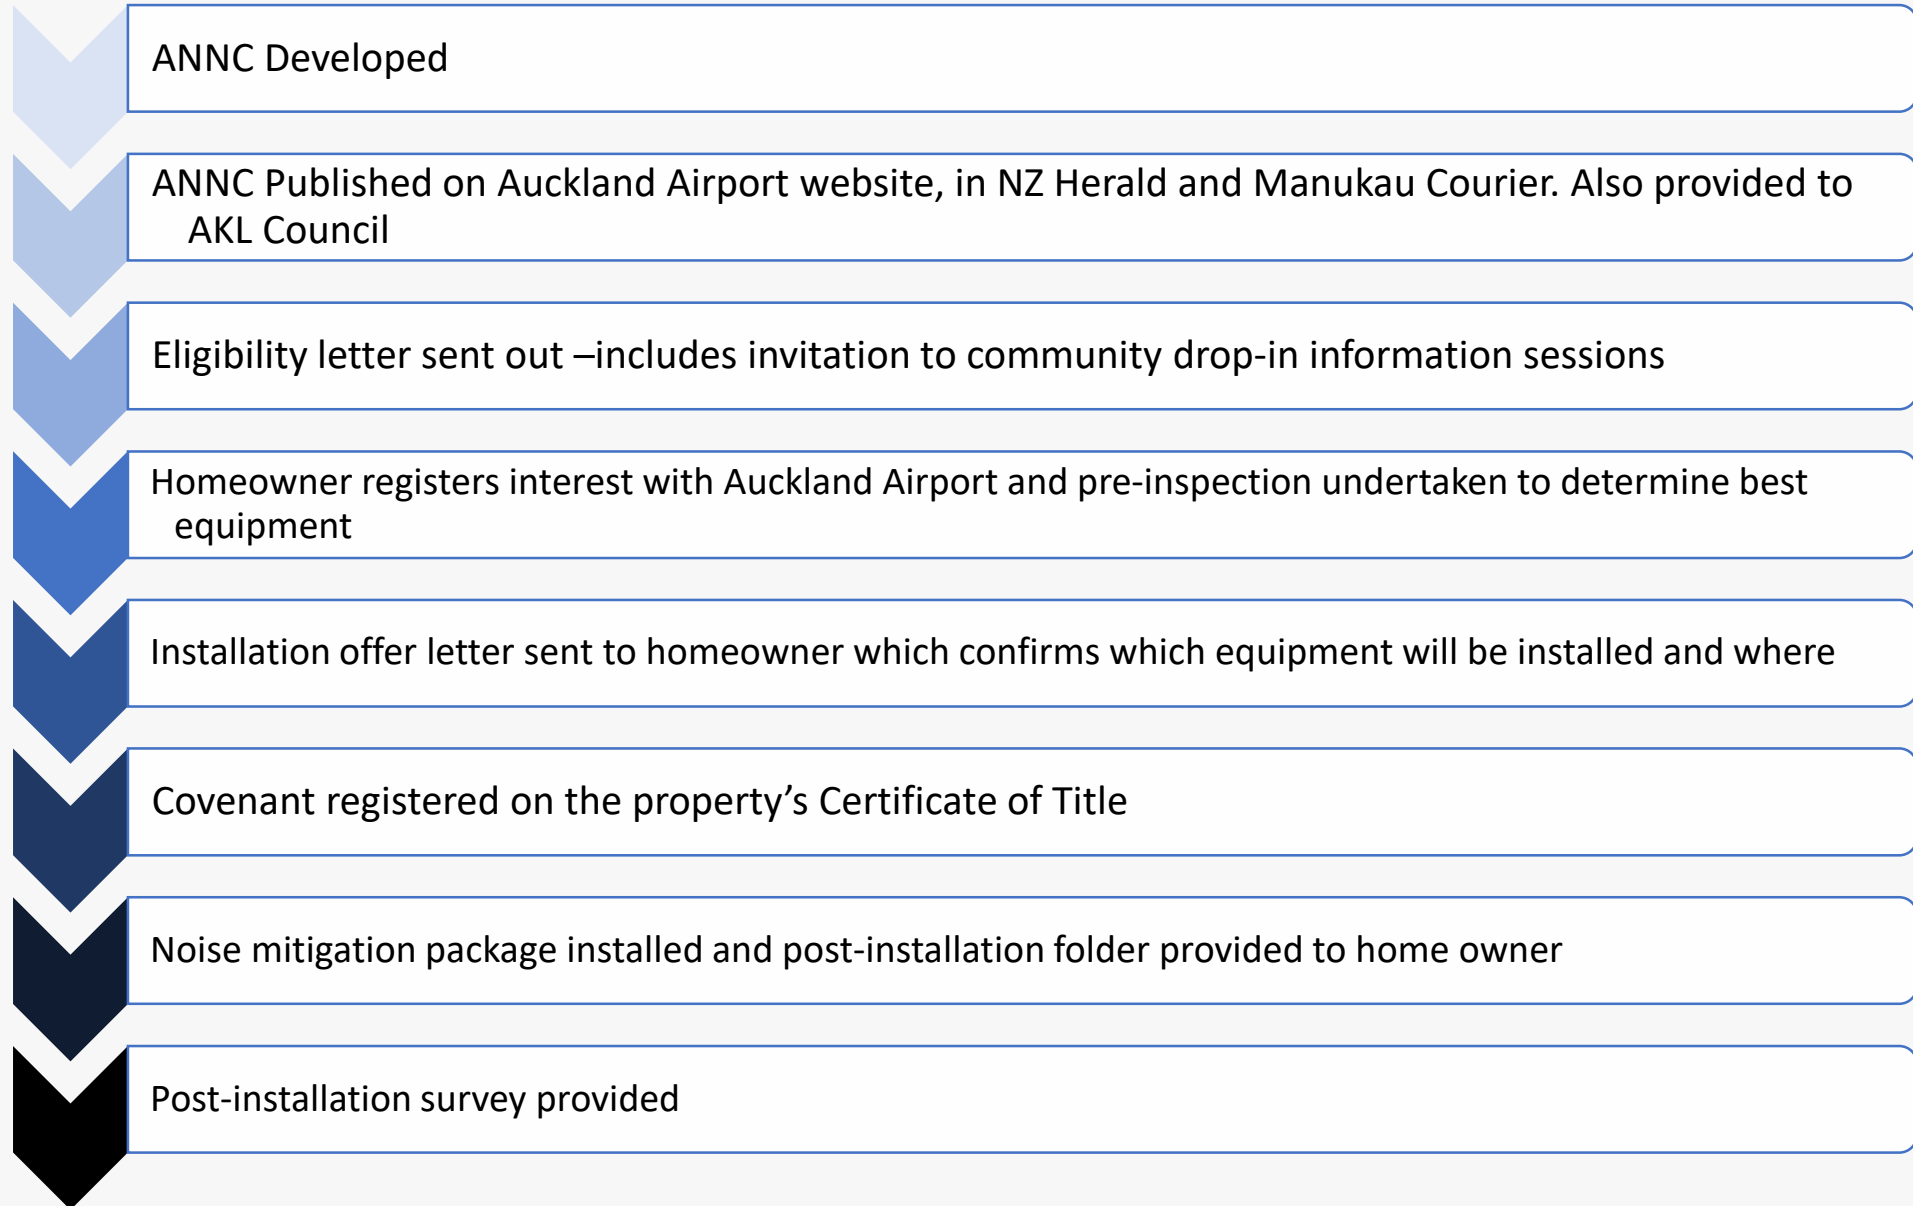 ANNC Developed
ANNC Published on Auckland Airport website, in NZ Herald and Manukau Courier. Also provided to
AKL Council
Eligibility letter sent out –includes invitation to community drop-in information sessions
Homeowner registers interest with Auckland Airport and pre-inspection undertaken to determine best
equipment
Installation offer letter sent to homeowner which confirms which equipment will be installed and where
Covenant registered on the property’s Certificate of Title
Noise mitigation package installed and post-installation folder provided to home owner
Post-installation survey provided